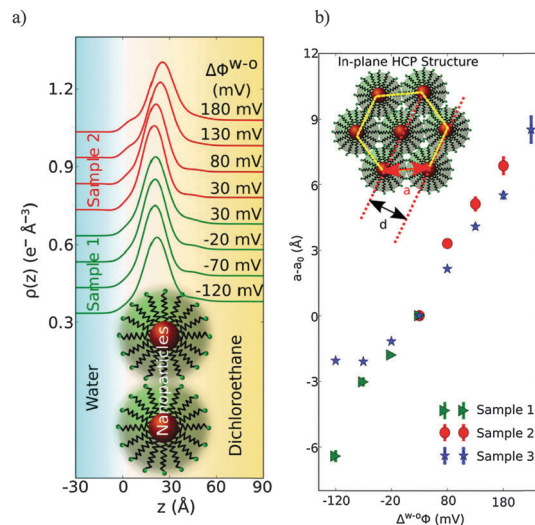 a)
b)
ρ(z) (e⁻ Å⁻³)
1.2
0.9
0.6
0.3
ΔΦʷ⁻ᵒ
(mV)
180 mV
130 mV
80 mV
30 mV
30 mV
-20 mV
-70 mV
-120 mV
Sample 2
Sample 1
Water
Nanoparticles
Dichloroethane
-30
0
30
60
90
z (Å)
In-plane HCP Structure
a
d
a-a₀ (Å)
12
9
6
3
0
-3
-6
Sample 1
Sample 2
Sample 3
-120
-20
80
180
Δʷ⁻ᵒΦ (mV)